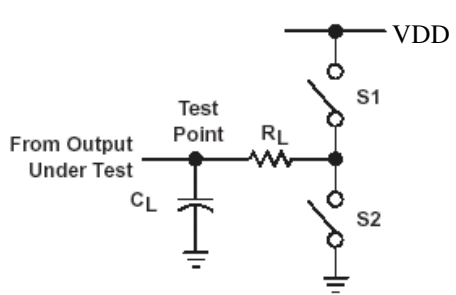 VDD
S1
Test
Point
RL
From Output
Under Test
CL
S2